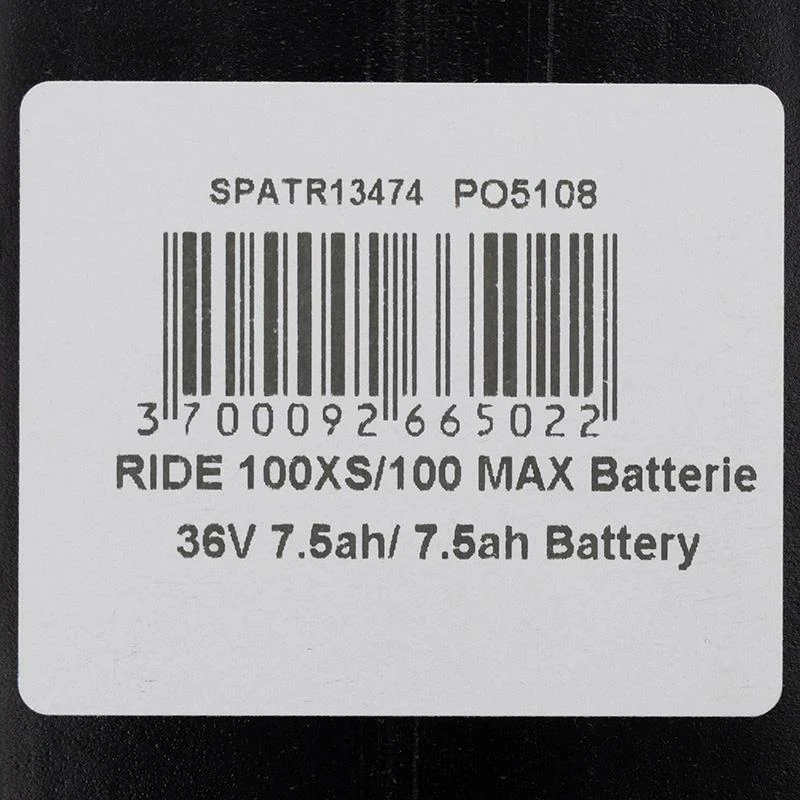 SPATR13474 PO5108
3 700092 665022
RIDE 100XS/100 MAX Batterie
36V 7.5ah/ 7.5ah Battery